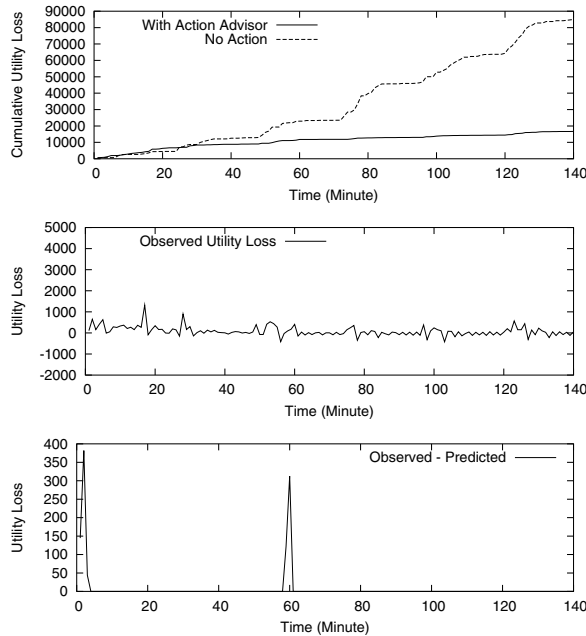 90000
80000
70000
60000
50000
40000
30000
20000
10000
0
Cumulative Utility Loss
With Action Advisor
No Action
0 20 40 60 80 100 120 140
Time (Minute)
5000
4000
3000
2000
1000
0
-1000
-2000
Utility Loss
Observed Utility Loss
0 20 40 60 80 100 120 140
Time (Minute)
400
350
300
250
200
150
100
50
0
Utility Loss
Observed - Predicted
0 20 40 60 80 100 120 140
Time (Minute)